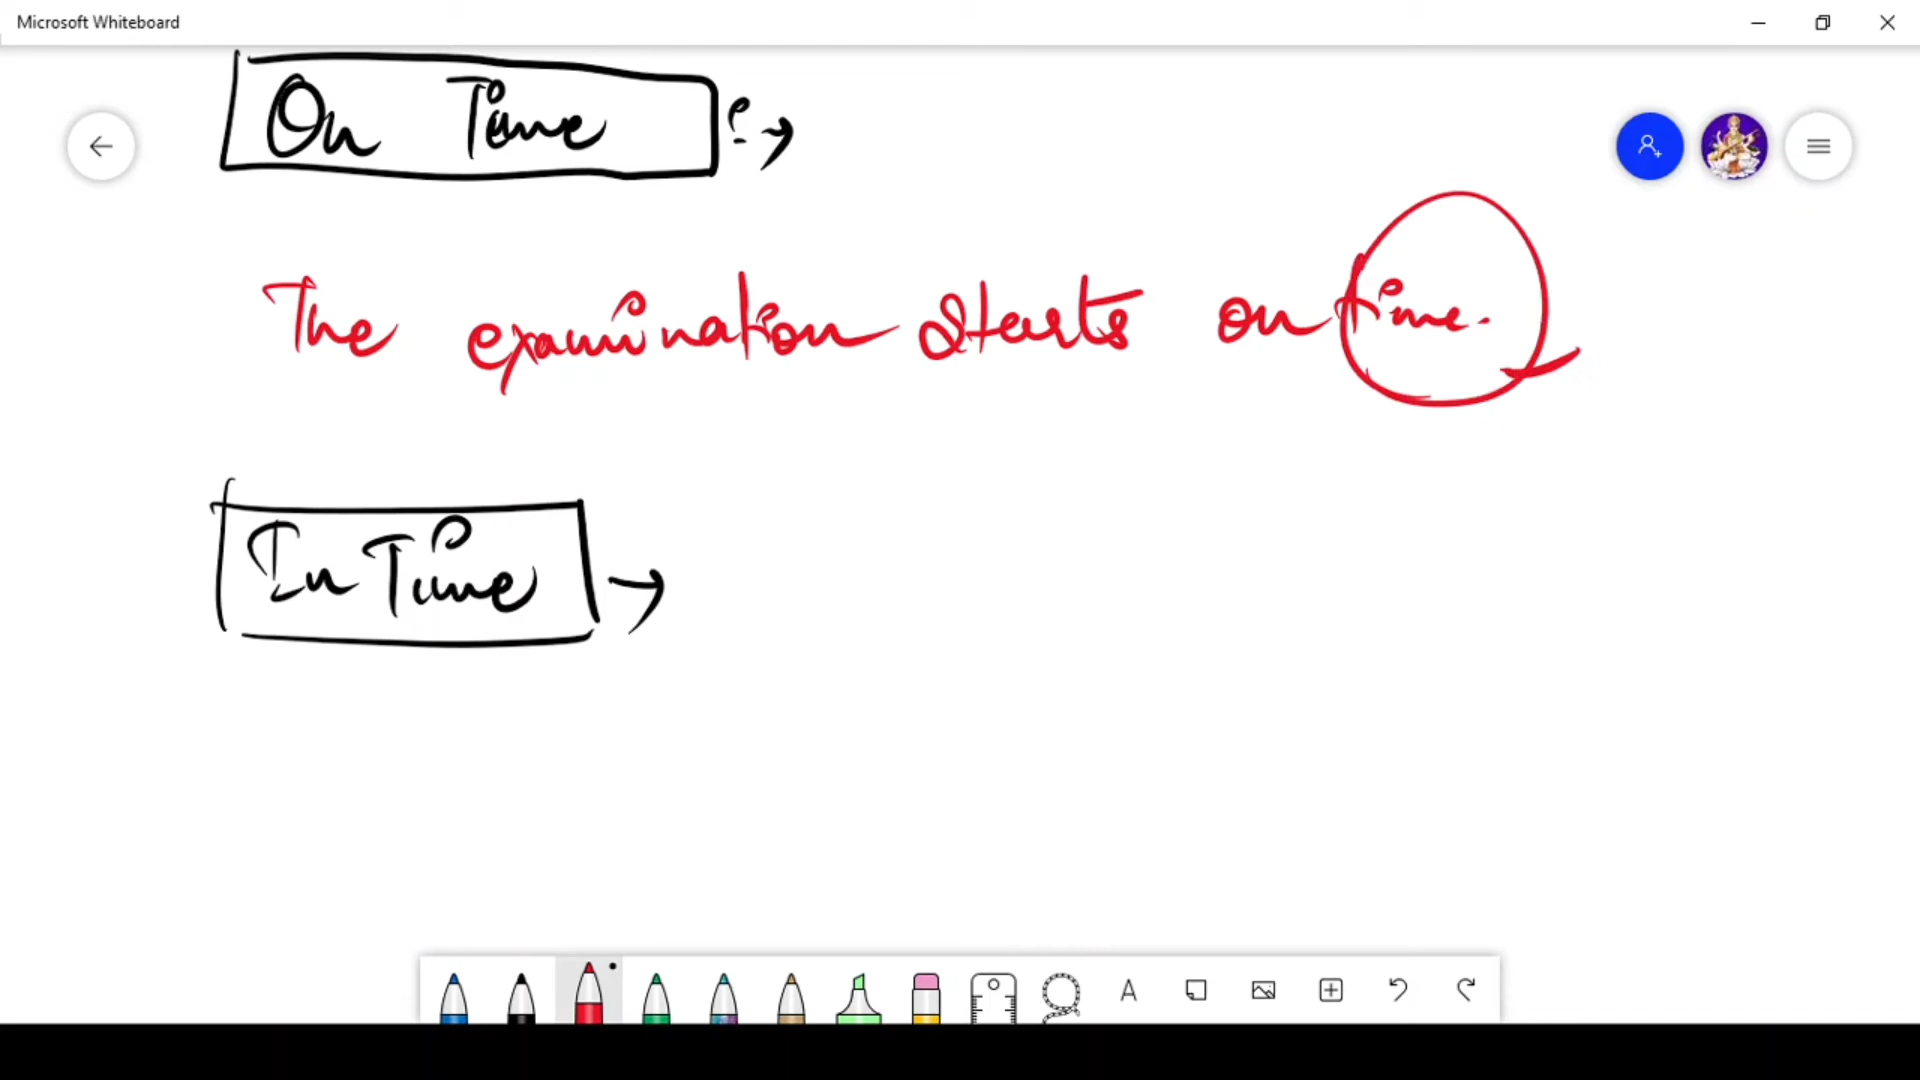 Microsoft Whiteboard
On Time :→
The examination starts on time.
In Time →
A